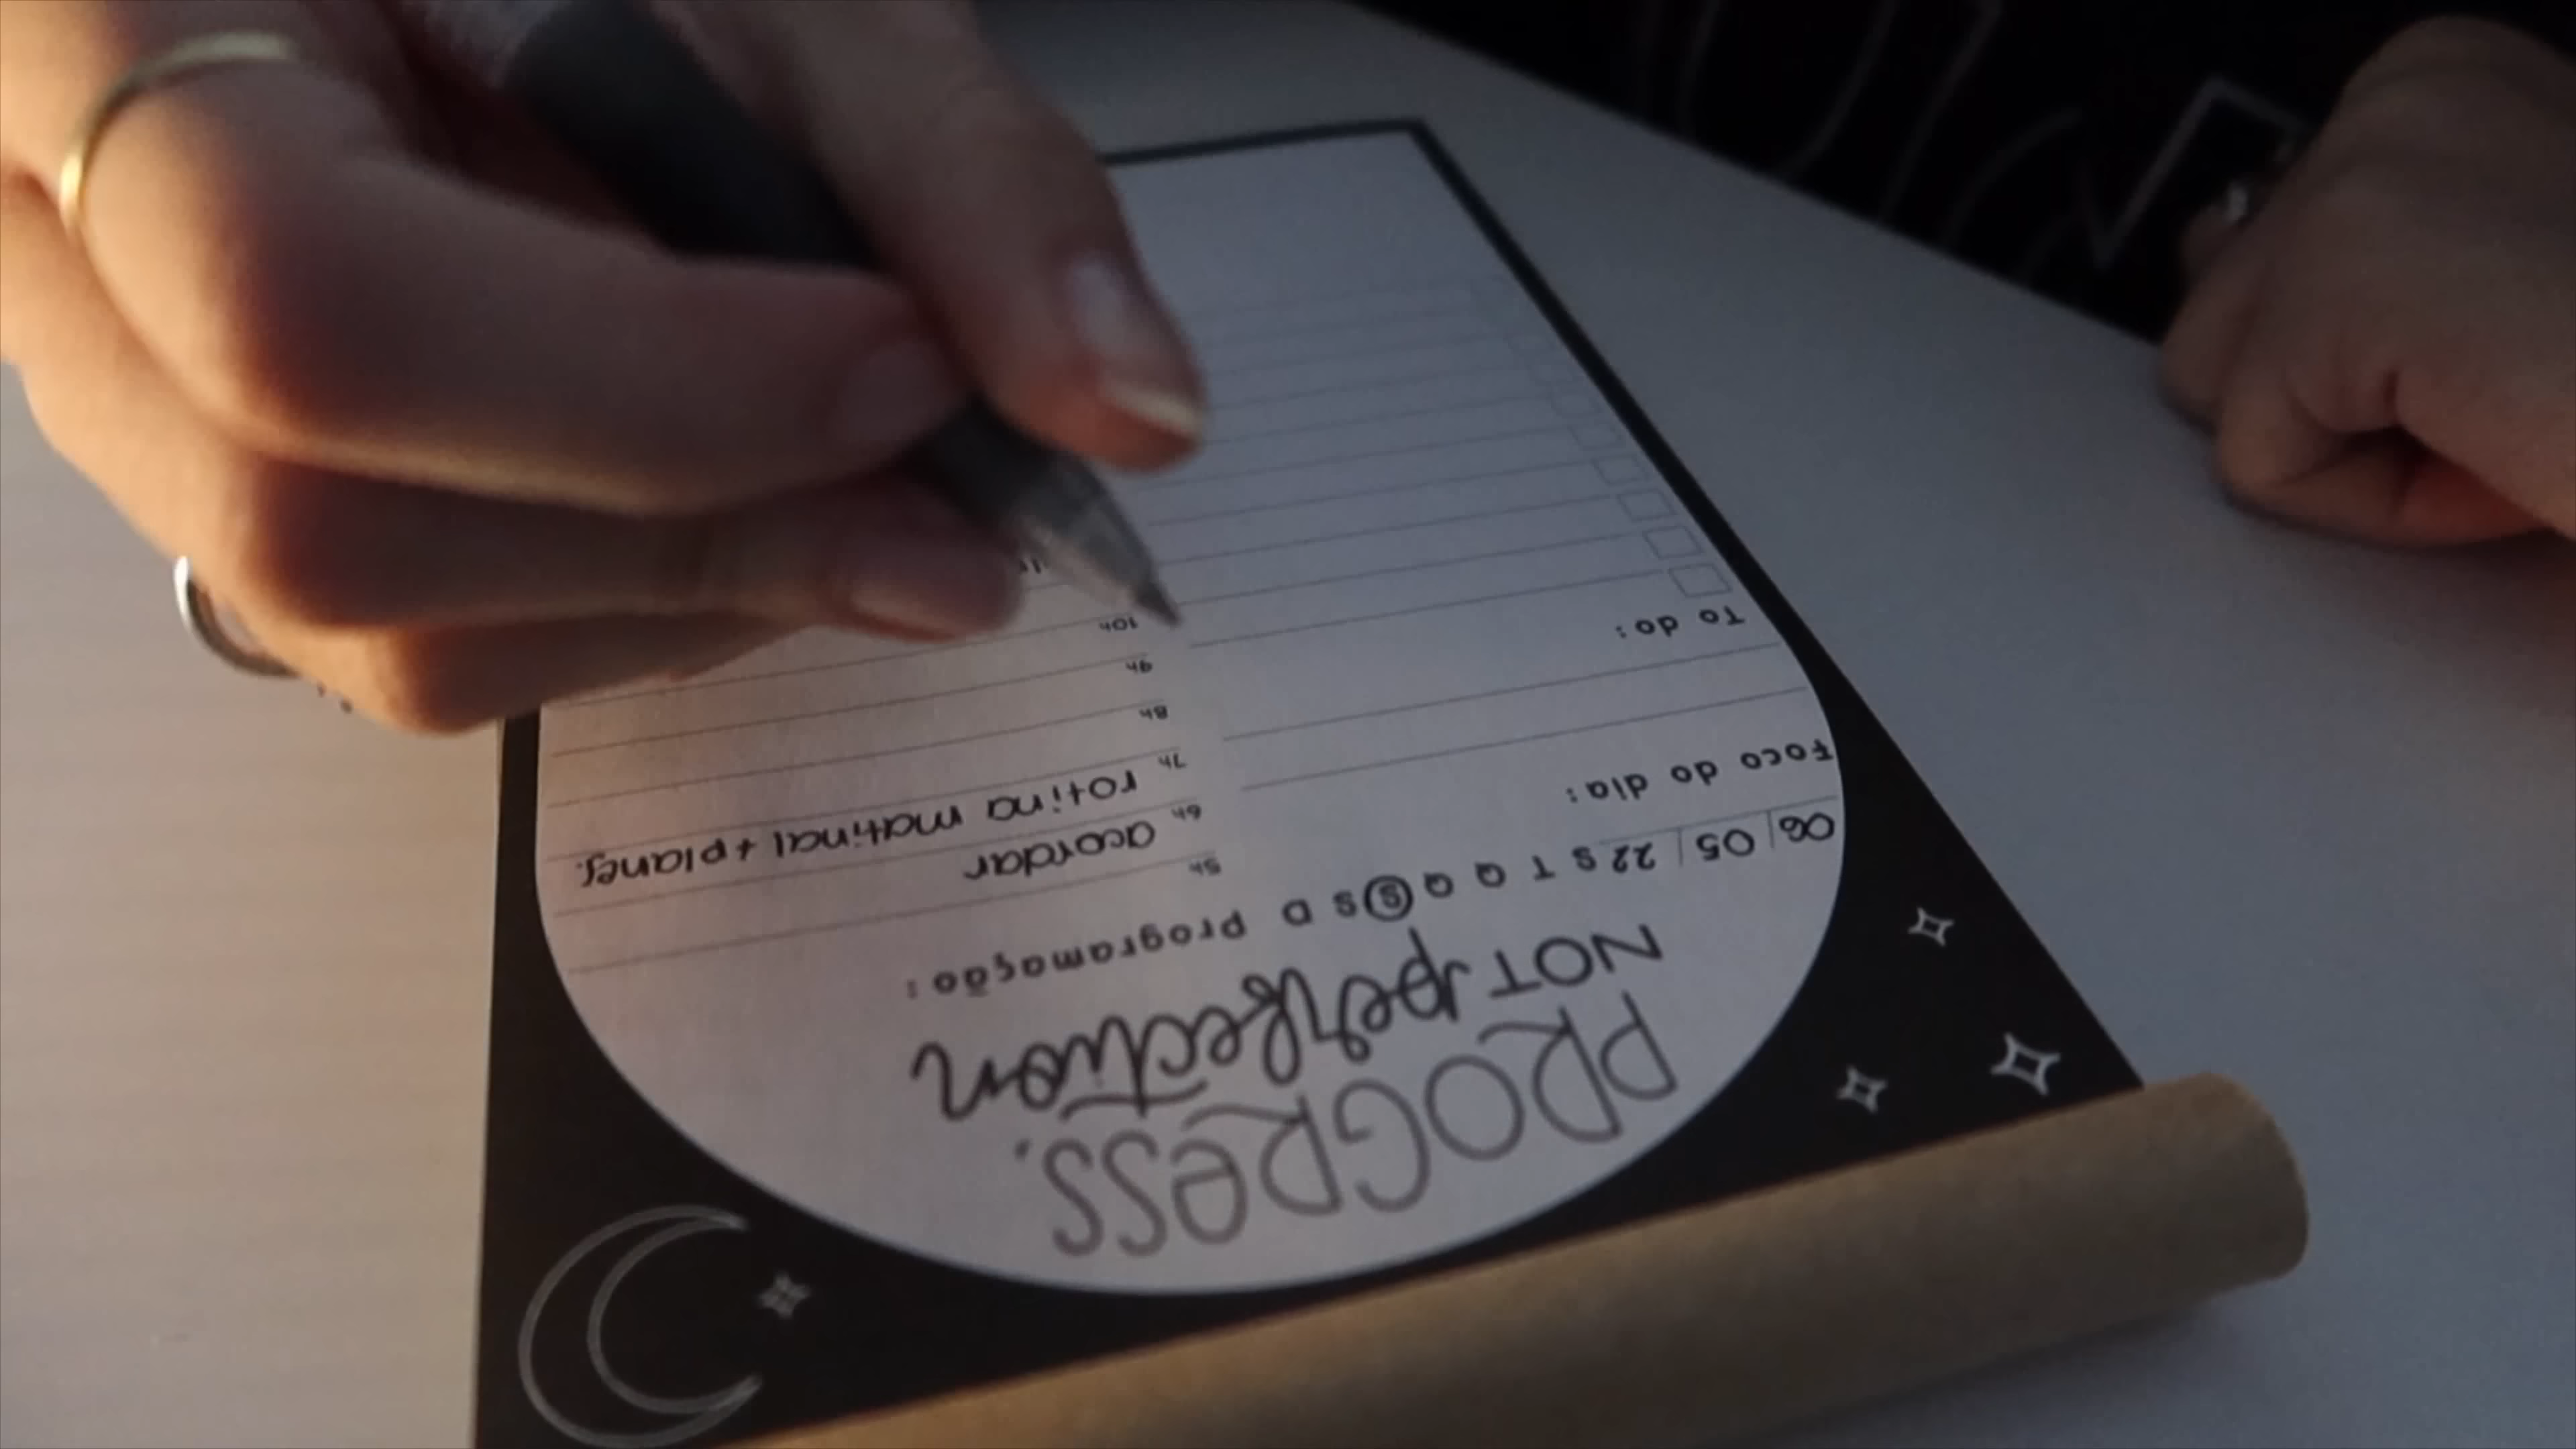 PROGRESS,
NOT perfection
06/05/22 S T Q Q S S D
Foco do dia:
To do:
programação:
5h
6h acordar
7h rotina matinal + planej.
8h
9h
10h